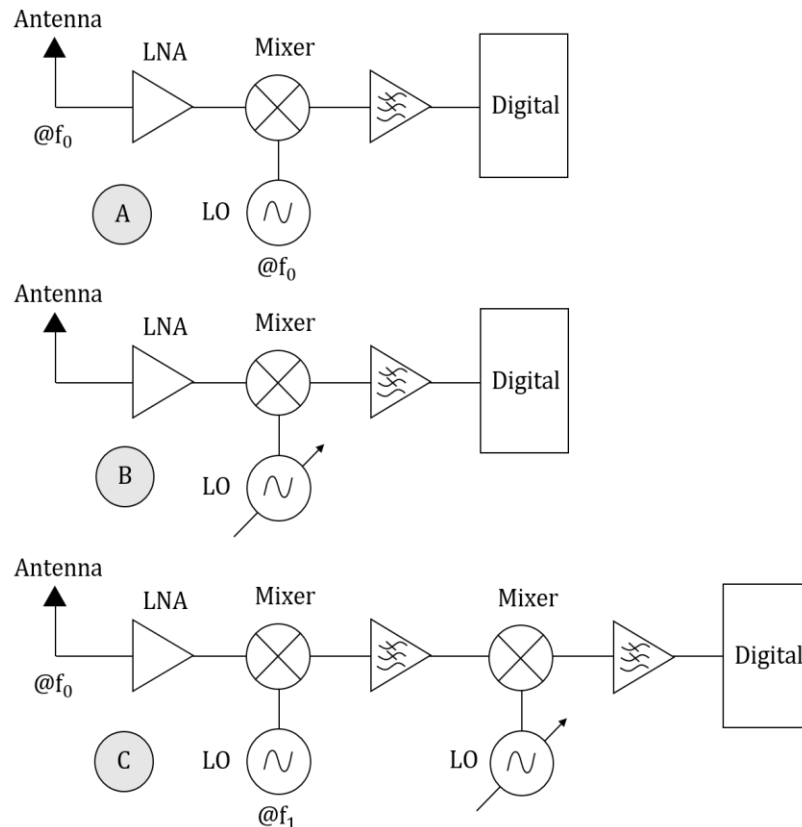 Antenna
LNA
Mixer
Digital
@f₀
A
LO
@f₀
Antenna
LNA
Mixer
Digital
B
LO
Antenna
LNA
Mixer
Mixer
Digital
@f₀
C
LO
LO
@f₁